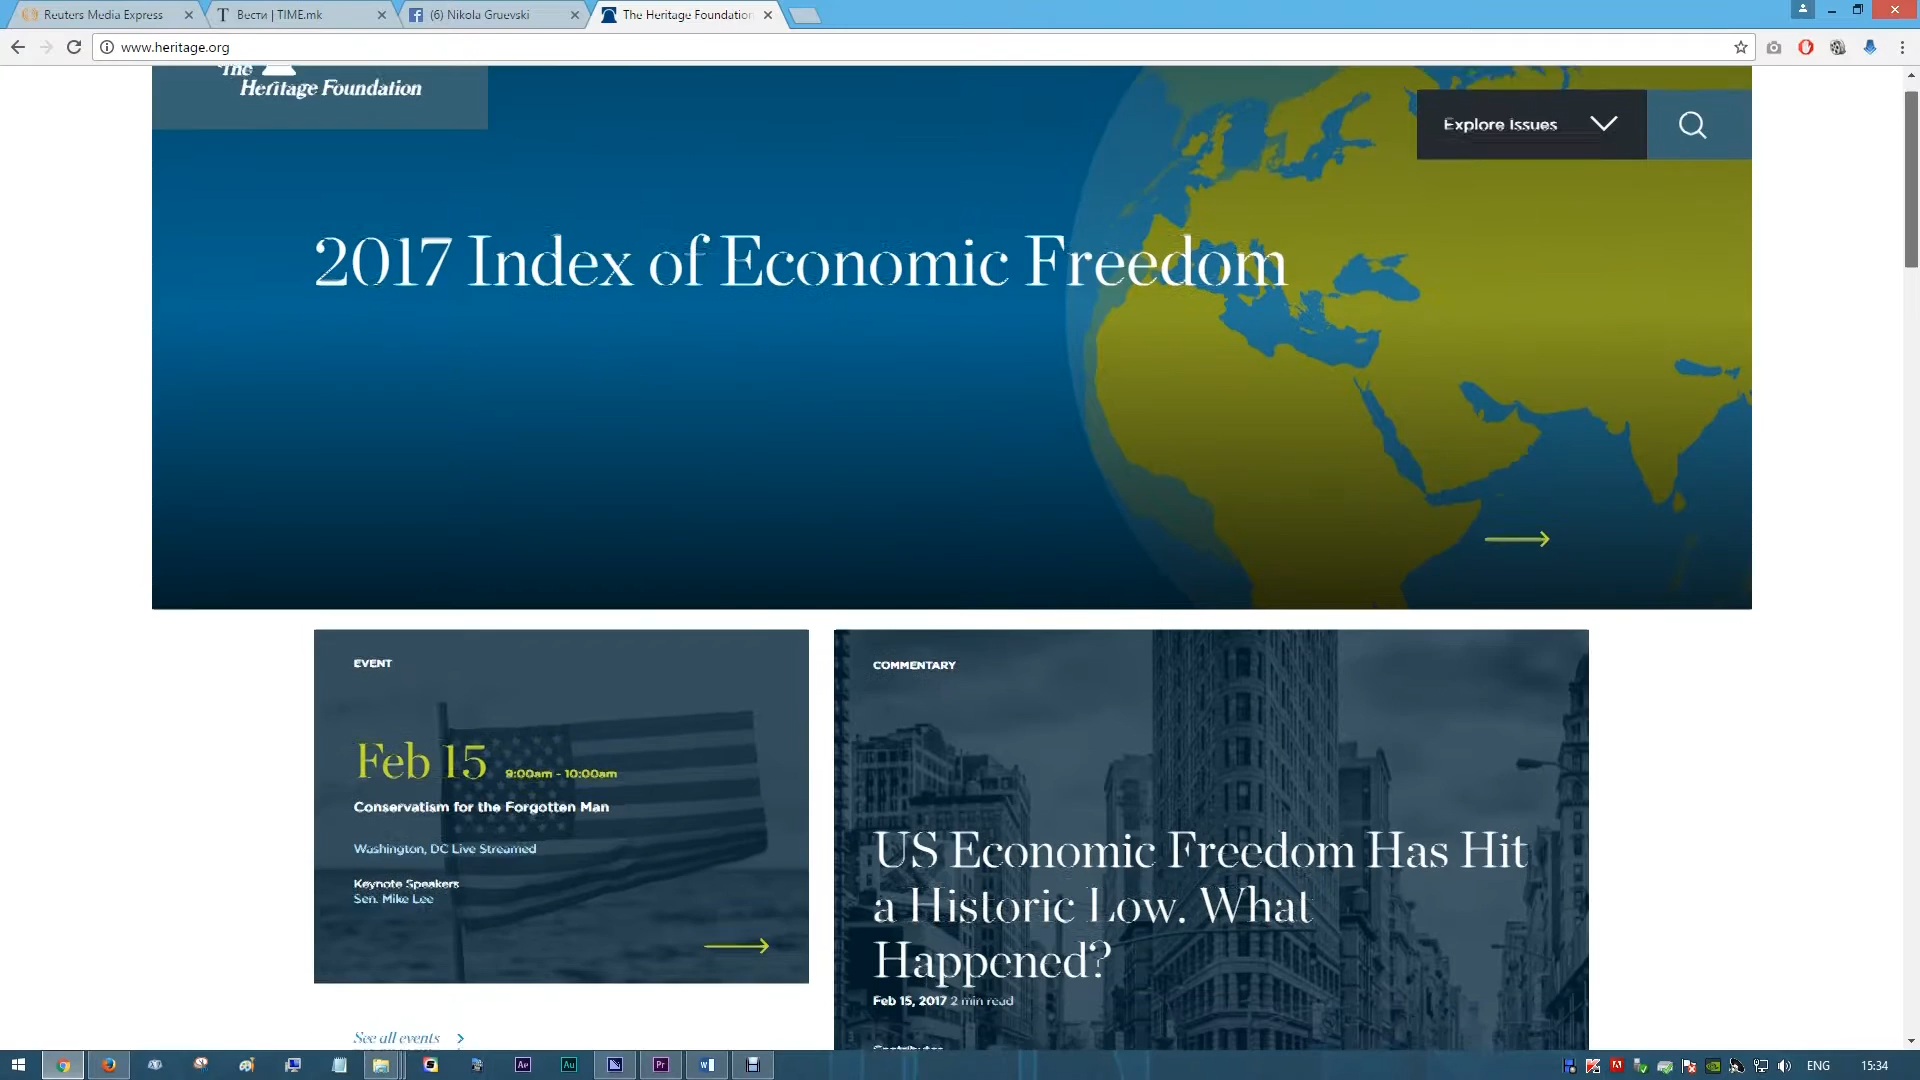 Reuters Media Express
Вести | TIME.mk
(6) Nikola Gruevski
The Heritage Foundation
www.heritage.org
The
Heritage Foundation
Explore Issues
2017 Index of Economic Freedom
EVENT
Feb 15 9:00am - 10:00am
Conservatism for the Forgotten Man
Washington, DC Live Streamed
Keynote Speakers
Sen. Mike Lee
See all events
COMMENTARY
US Economic Freedom Has Hit
a Historic Low. What
Happened?
Feb 15, 2017 2 min read
ENG
15:34